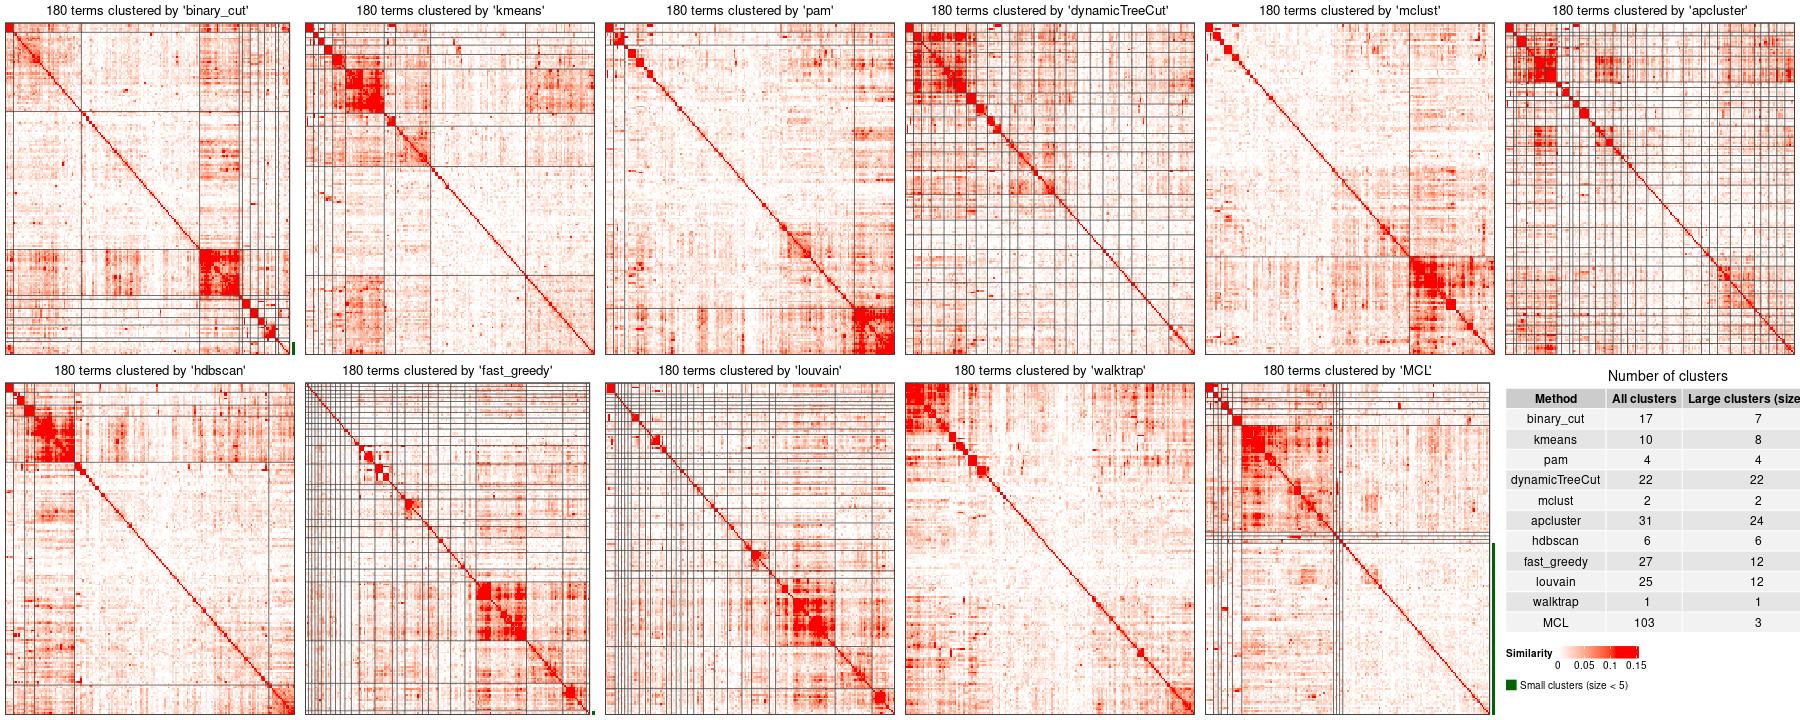 180 terms clustered by 'binary_cut'
180 terms clustered by 'kmeans'
180 terms clustered by 'pam'
180 terms clustered by 'dynamicTreeCut'
180 terms clustered by 'mclust'
180 terms clustered by 'apcluster'
180 terms clustered by 'hdbscan'
180 terms clustered by 'fast_greedy'
180 terms clustered by 'louvain'
180 terms clustered by 'walktrap'
180 terms clustered by 'MCL'
Number of clusters
Method All clusters Large clusters (size
binary_cut 17 7
kmeans 10 8
pam 4 4
dynamicTreeCut 22 22
mclust 2 2
apcluster 31 24
hdbscan 6 6
fast_greedy 27 12
louvain 25 12
walktrap 1 1
MCL 103 3
Similarity
0 0.05 0.1 0.15
Small clusters (size < 5)